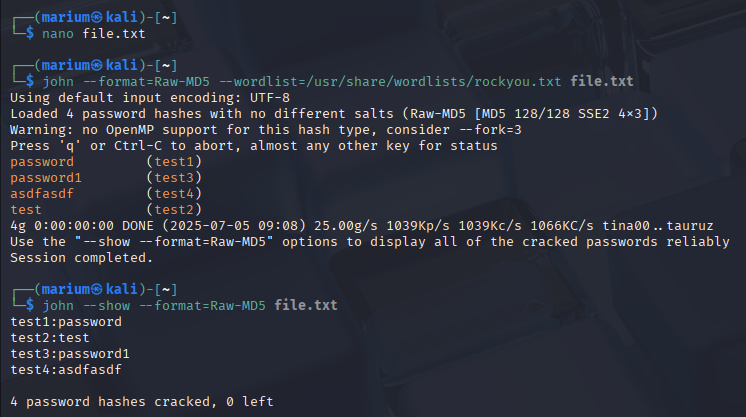 ┌──(marium㉿kali)-[~]
└─$ nano file.txt
┌──(marium㉿kali)-[~]
└─$ john --format=Raw-MD5 --wordlist=/usr/share/wordlists/rockyou.txt file.txt
Using default input encoding: UTF-8
Loaded 4 password hashes with no different salts (Raw-MD5 [MD5 128/128 SSE2 4x3])
Warning: no OpenMP support for this hash type, consider --fork=3
Press 'q' or Ctrl-C to abort, almost any other key for status
password         (test1)
password1        (test3)
asdfasdf         (test4)
test             (test2)
4g 0:00:00:00 DONE (2025-07-05 09:08) 25.00g/s 1039Kp/s 1039Kc/s 1066KC/s tina00..tauruz
Use the "--show --format=Raw-MD5" options to display all of the cracked passwords reliably
Session completed.
┌──(marium㉿kali)-[~]
└─$ john --show --format=Raw-MD5 file.txt
test1:password
test2:test
test3:password1
test4:asdfasdf
4 password hashes cracked, 0 left